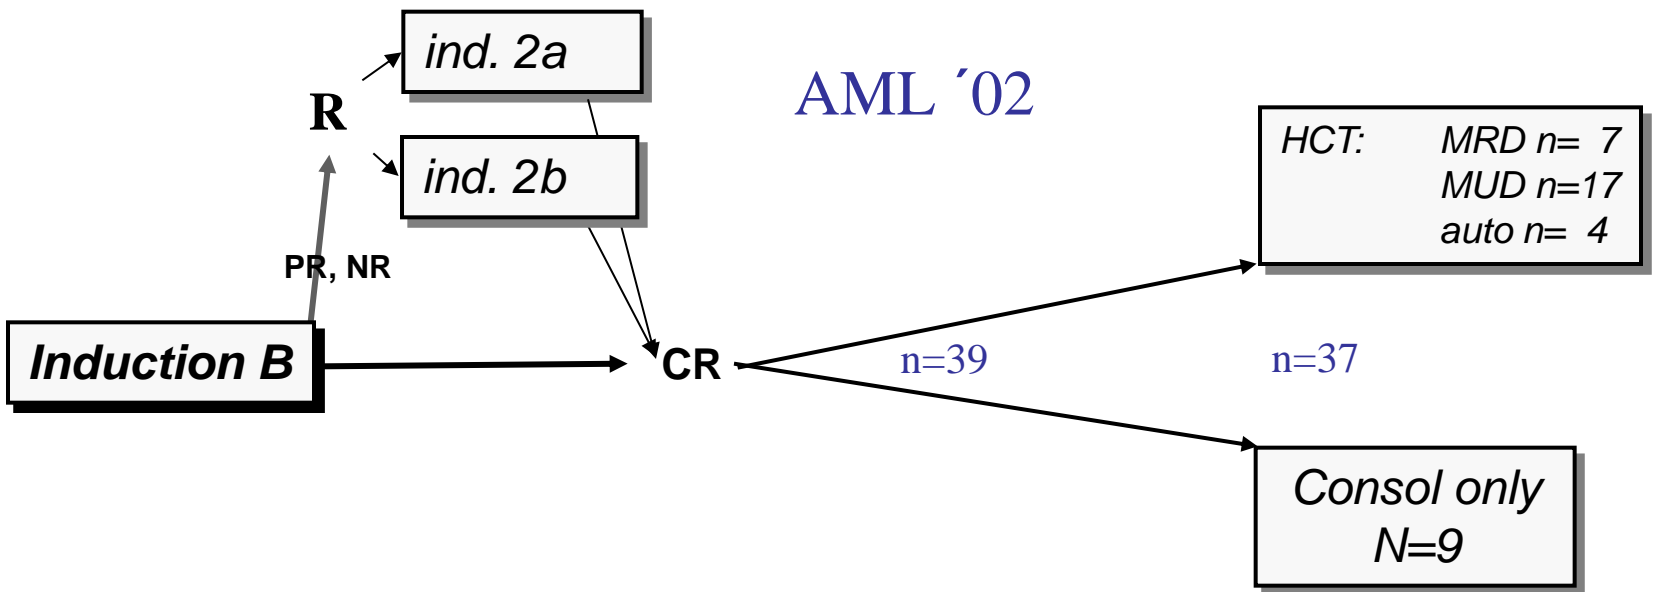 ind. 2a
AML ´02
R
HCT: MRD n= 7
MUD n=17
auto n= 4
ind. 2b
PR, NR
Induction B
CR
n=39
n=37
Consol only
N=9